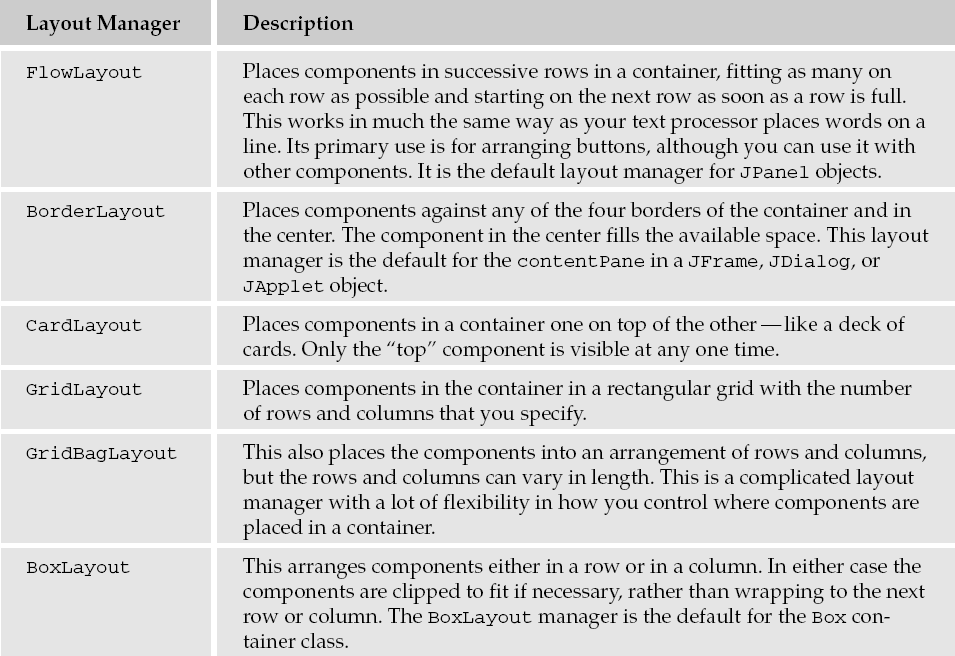 Layout Manager Description
FlowLayout Places components in successive rows in a container, fitting as many on
each row as possible and starting on the next row as soon as a row is full.
This works in much the same way as your text processor places words on a
line. Its primary use is for arranging buttons, although you can use it with
other components. It is the default layout manager for JPanel objects.
BorderLayout Places components against any of the four borders of the container and in
the center. The component in the center fills the available space. This layout
manager is the default for the contentPane in a JFrame, JDialog, or
JApplet object.
CardLayout Places components in a container one on top of the other — like a deck of
cards. Only the “top” component is visible at any one time.
GridLayout Places components in the container in a rectangular grid with the number
of rows and columns that you specify.
GridBagLayout This also places the components into an arrangement of rows and columns,
but the rows and columns can vary in length. This is a complicated layout
manager with a lot of flexibility in how you control where components are
placed in a container.
BoxLayout This arranges components either in a row or in a column. In either case the
components are clipped to fit if necessary, rather than wrapping to the next
row or column. The BoxLayout manager is the default for the Box con-
tainer class.